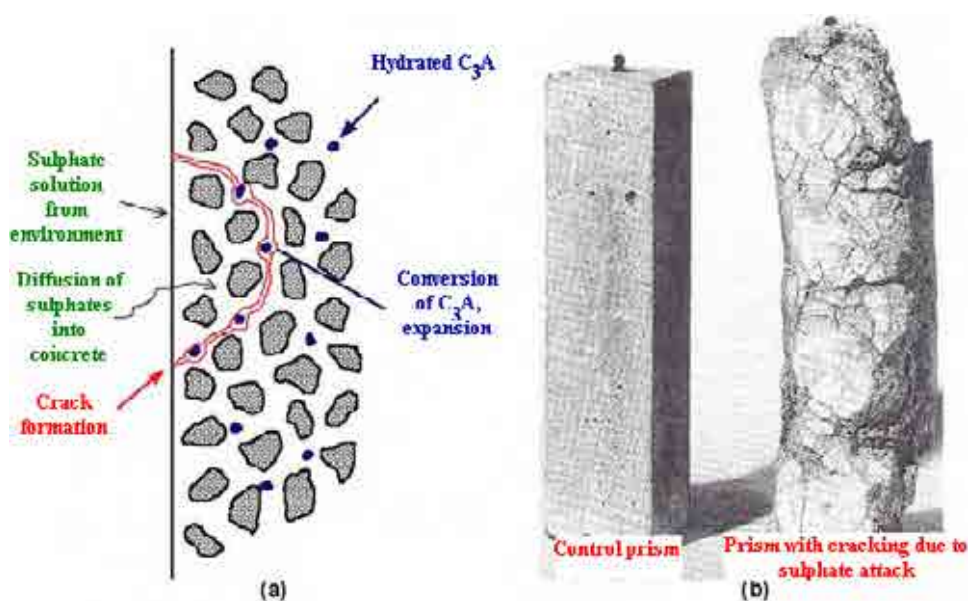 Hydrated C3A
Sulphate
solution
from
environment
Diffusion of
sulphates
into
concrete
Crack
formation
Conversion
of C3A,
expansion
(a)
Control prism
Prism with cracking due to
sulphate attack
(b)